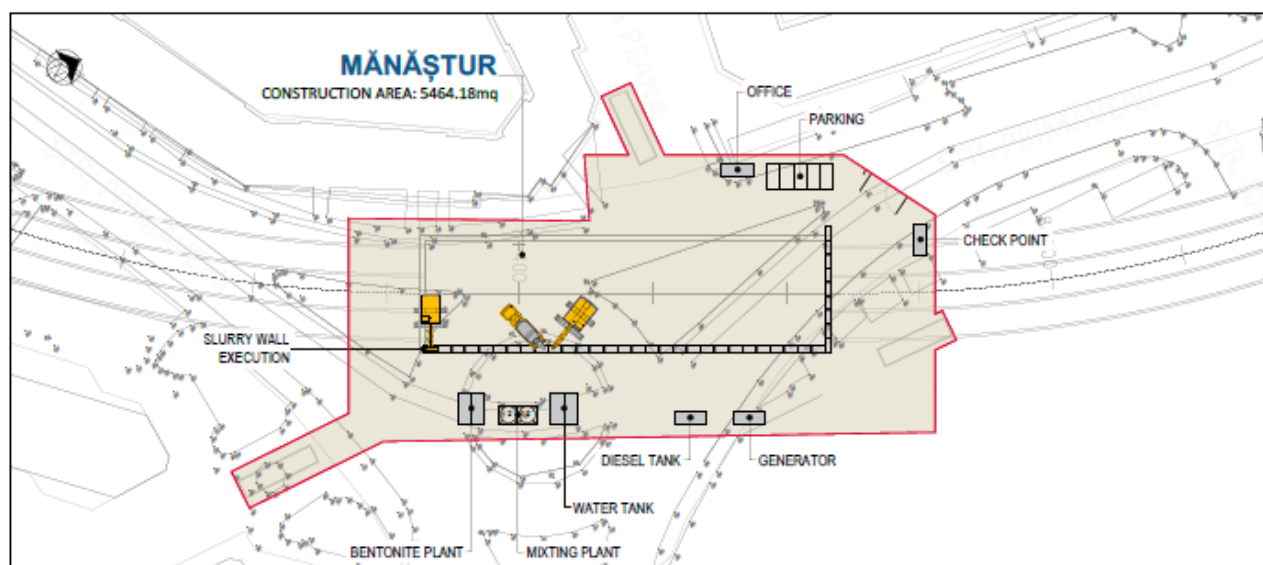 MĂNĂȘTUR
CONSTRUCTION AREA: 5464.18mq
OFFICE
PARKING
CHECK POINT
SLURRY WALL
EXECUTION
DIESEL TANK
GENERATOR
WATER TANK
BENTONITE PLANT
MIXTING PLANT